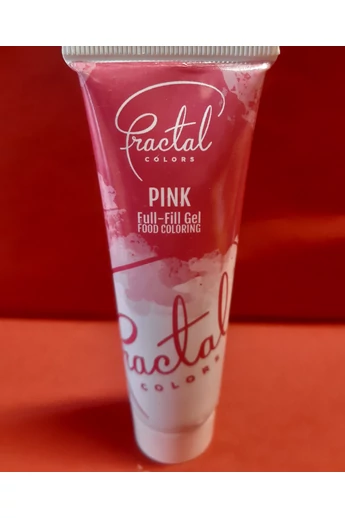 Fractal
COLORS
PINK
Full-Fill Gel
FOOD COLORING
Fractal
COLORS